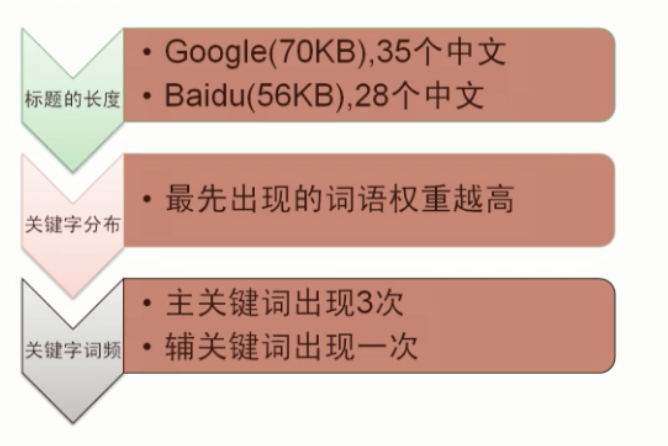 标题的长度
• Google(70KB),35个中文
• Baidu(56KB),28个中文
关键字分布
• 最先出现的词语权重越高
关键字词频
• 主关键词出现3次
• 辅关键词出现一次